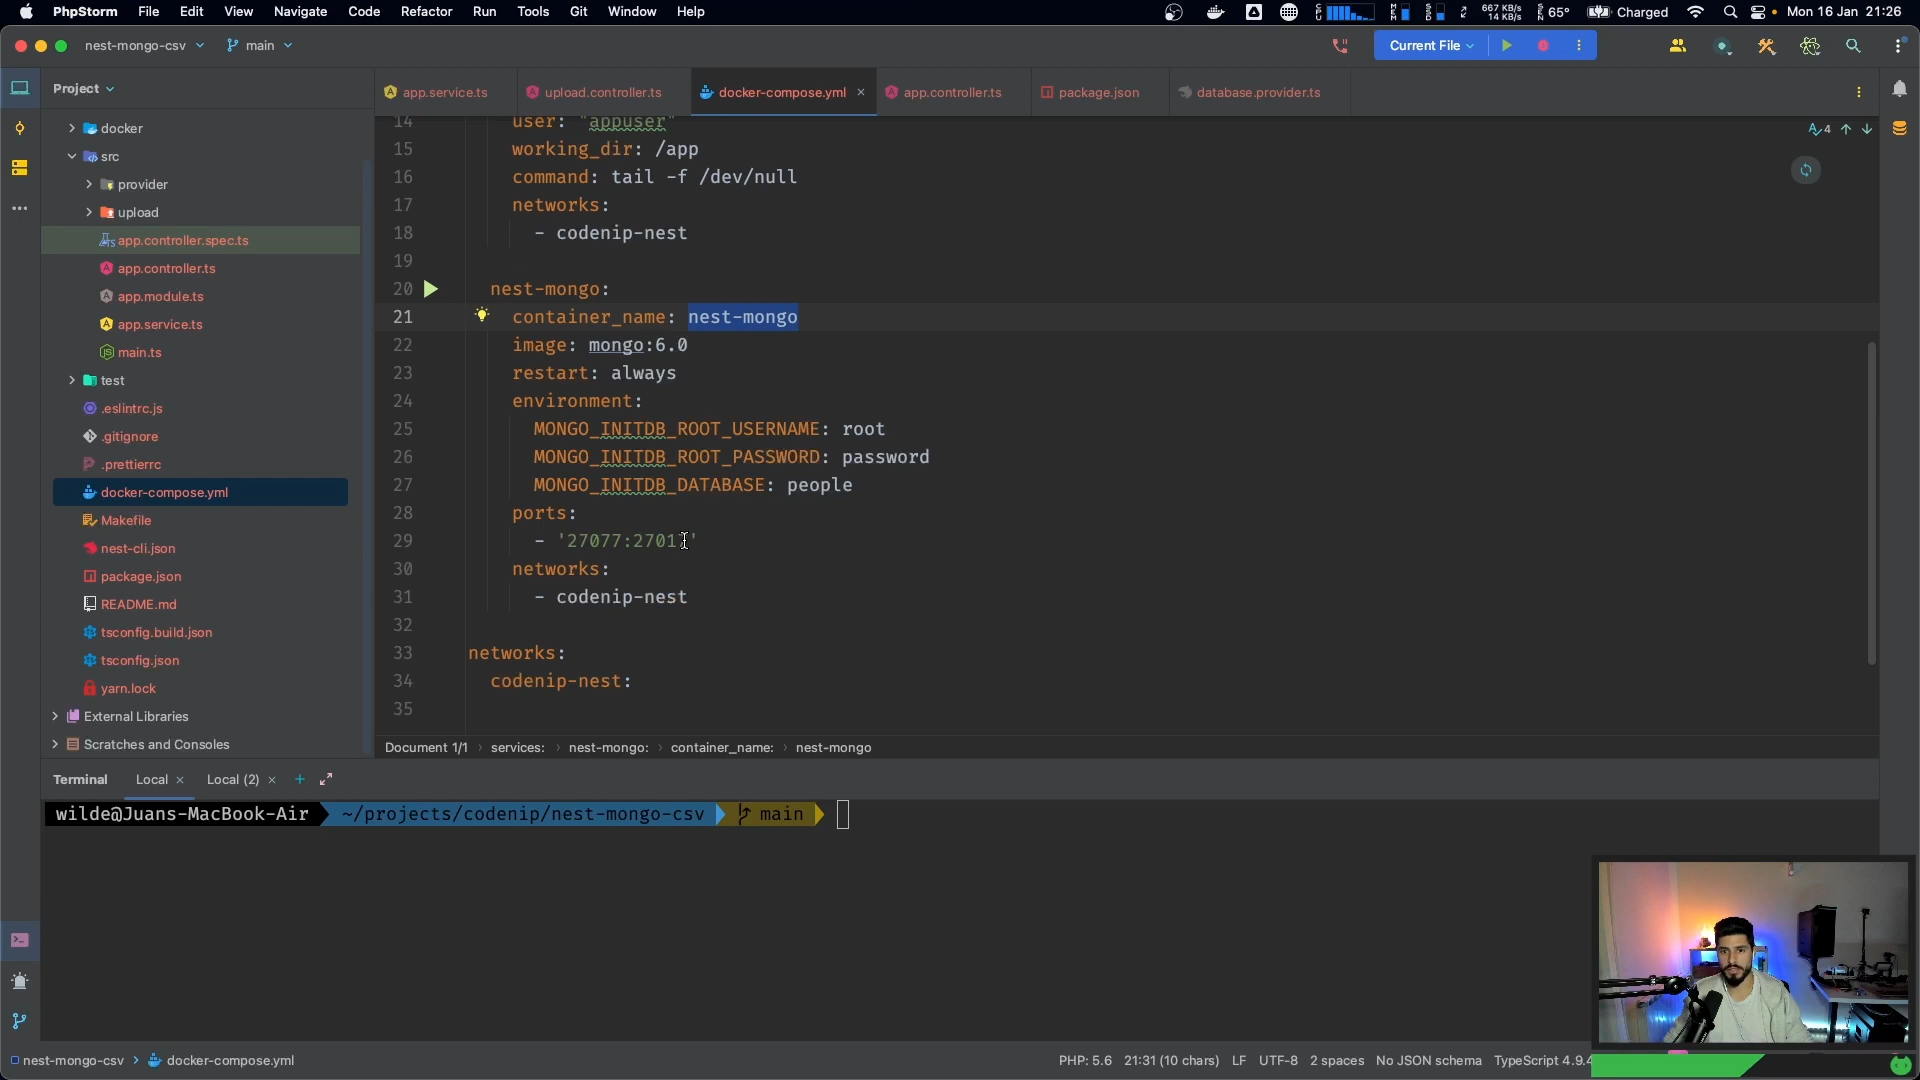 PhpStorm File Edit View Navigate Code Refactor Run Tools Git Window Help 667 KB/s 14 KB/s 65° Charged Mon 16 Jan 21:26
nest-mongo-csv main Current File
Project
app.service.ts upload.controller.ts docker-compose.yml app.controller.ts package.json database.provider.ts
docker
src
provider
upload
app.controller.spec.ts
app.controller.ts
app.module.ts
app.service.ts
main.ts
test
.eslintrc.js
.gitignore
.prettierrc
docker-compose.yml
Makefile
nest-cli.json
package.json
README.md
tsconfig.build.json
tsconfig.json
yarn.lock
External Libraries
Scratches and Consoles
4
14 user: "appuser"
15 working_dir: /app
16 command: tail -f /dev/null
17 networks:
18 - codenip-nest
19
20 nest-mongo:
21 container_name: nest-mongo
22 image: mongo:6.0
23 restart: always
24 environment:
25 MONGO_INITDB_ROOT_USERNAME: root
26 MONGO_INITDB_ROOT_PASSWORD: password
27 MONGO_INITDB_DATABASE: people
28 ports:
29 - '27077:27017'
30 networks:
31 - codenip-nest
32
33 networks:
34 codenip-nest:
35
Document 1/1 › services: › nest-mongo: › container_name: › nest-mongo
Terminal Local × Local (2) × +
wilde@Juans-MacBook-Air ~/projects/codenip/nest-mongo-csv main
nest-mongo-csv › docker-compose.yml PHP: 5.6 21:31 (10 chars) LF UTF-8 2 spaces No JSON schema TypeScript 4.9.4